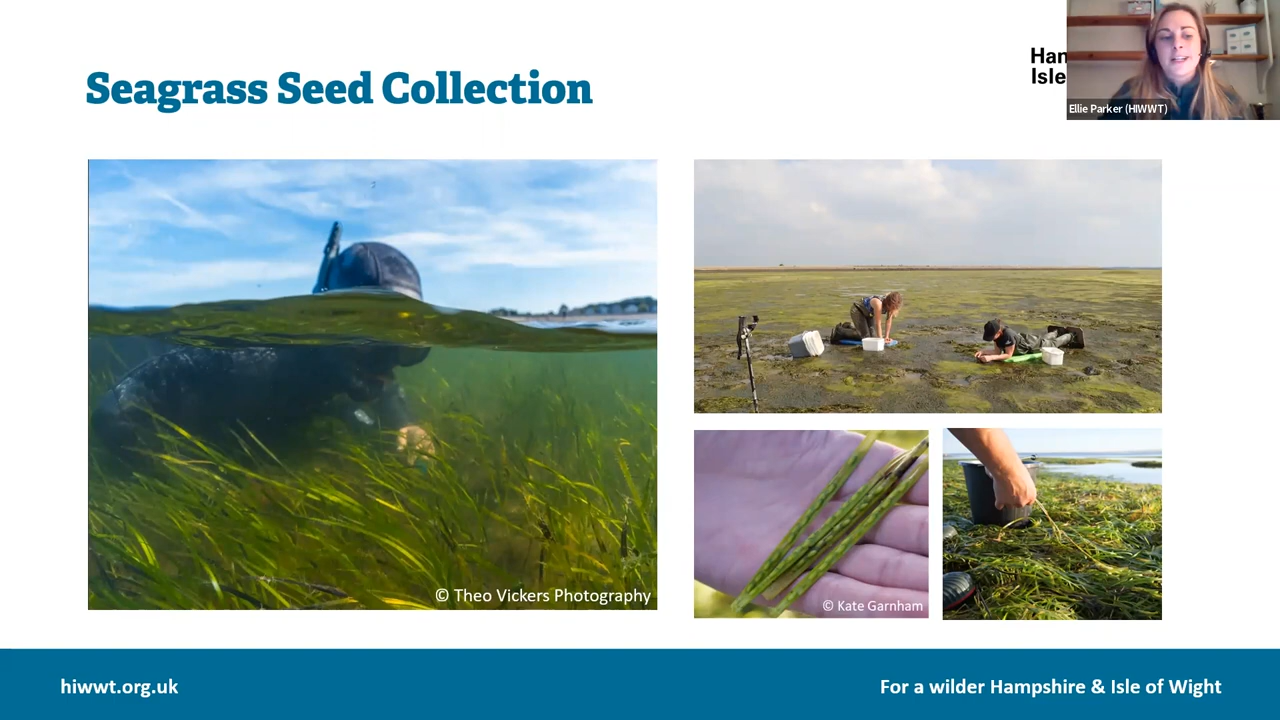 Seagrass Seed Collection
Han
Isle
Ellie Parker (HIWWT)
© Theo Vickers Photography
© Kate Garnham
hiwwt.org.uk
For a wilder Hampshire & Isle of Wight